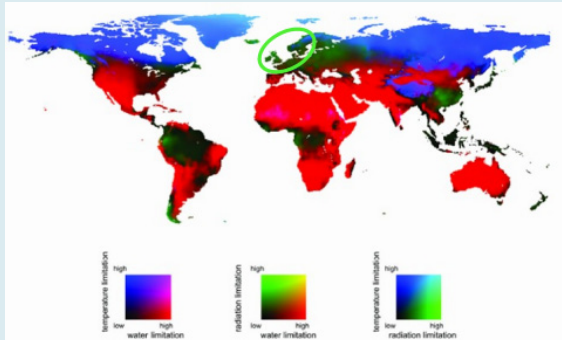 high
temperature limitation
low
high
water limitation
high
radiation limitation
low
high
water limitation
high
temperature limitation
low
high
radiation limitation